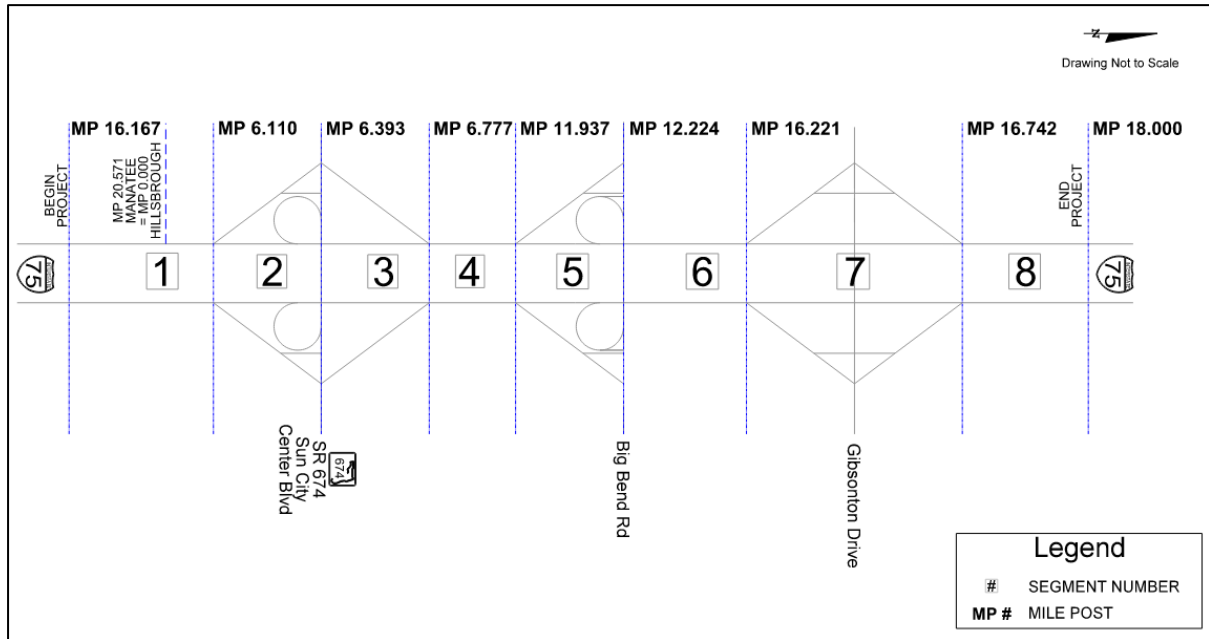 Z
Drawing Not to Scale
MP 16.167
MP 6.110
MP 6.393
MP 6.777
MP 11.937
MP 12.224
MP 16.221
MP 16.742
MP 18.000
BEGIN
PROJECT
MP 20.571
MANATEE
= MP 0.000
HILLSBROUGH
END
PROJECT
75
1
2
3
4
5
6
7
8
75
SR 674
Sun City
Center Blvd
674
Big Bend Rd
Gibsonton Drive
Legend
# SEGMENT NUMBER
MP # MILE POST